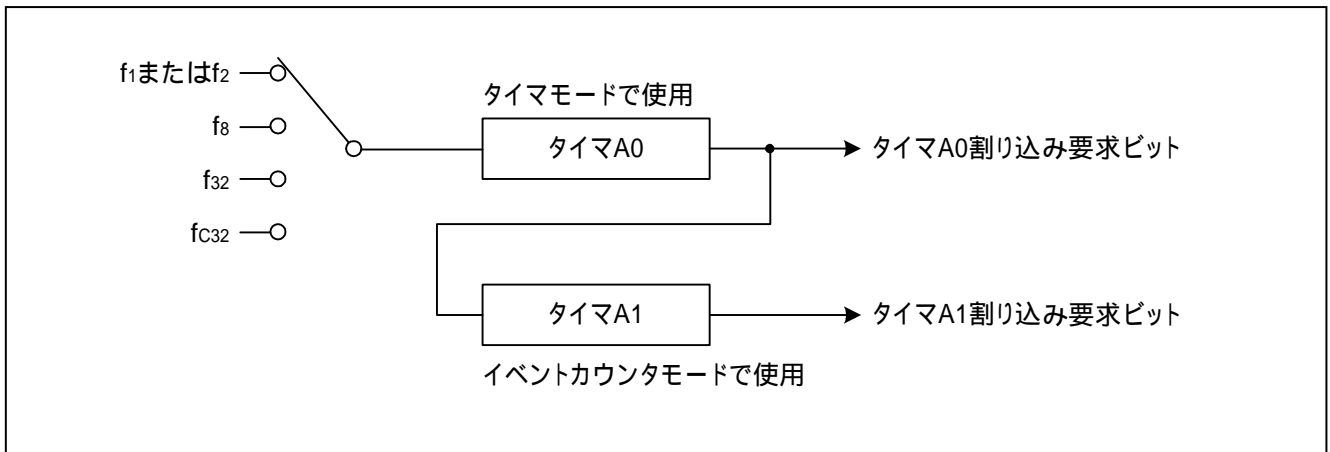 f1またはf2
f8
f32
fC32
タイマモードで使用
タイマA0
タイマA0割り込み要求ビット
タイマA1
タイマA1割り込み要求ビット
イベントカウンタモードで使用